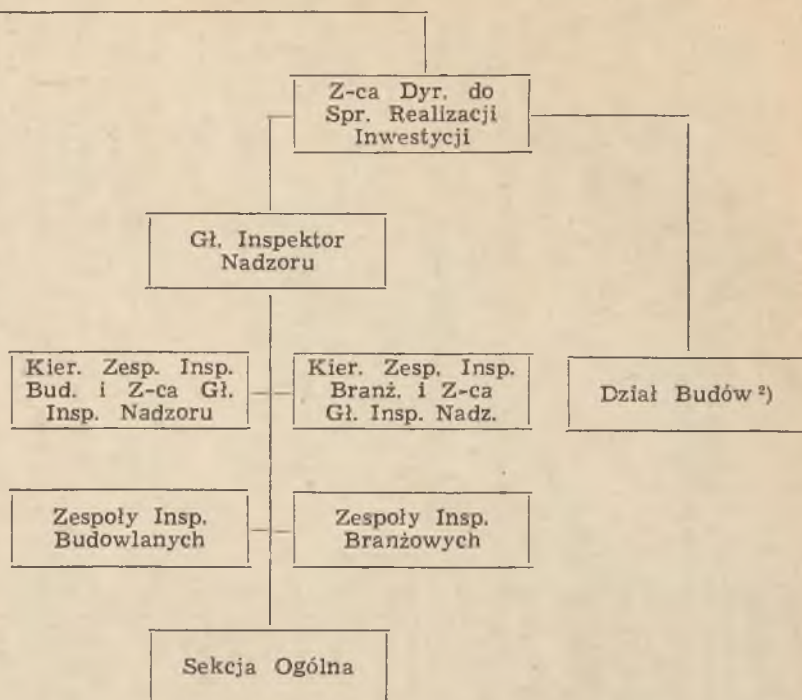 Z-ca Dyr. do
Spr. Realizacji
Inwestycji
Gł. Inspektor
Nadzoru
Kier. Zesp. Insp.
Bud. i Z-ca Gł.
Insp. Nadzoru
Kier. Zesp. Insp.
Branż. i Z-ca
Gł. Insp. Nadz.
Dział Budów ²)
Zespoły Insp.
Budowlanych
Zespoły Insp.
Branżowych
Sekcja Ogólna